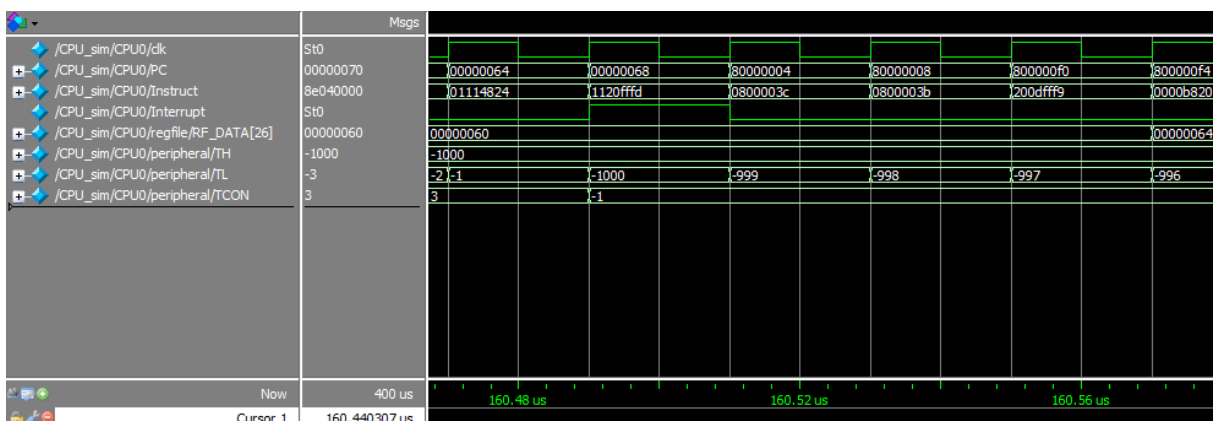 Msgs
/CPU_sim/CPU0/clk St0
/CPU_sim/CPU0/PC 00000070 00000064 00000068 80000004 80000008 800000f0 800000f4
/CPU_sim/CPU0/Instruct 8e040000 01114824 1120fffd 0800003c 0800003b 200dfff9 0000b820
/CPU_sim/CPU0/Interrupt St0
/CPU_sim/CPU0/regfile/RF_DATA[26] 00000060 00000060 00000064
/CPU_sim/CPU0/peripheral/TH -1000 -1000
/CPU_sim/CPU0/peripheral/TL -3 -2 -1 -1000 -999 -998 -997 -996
/CPU_sim/CPU0/peripheral/TCON 3 3 -1
Now 400 us 160.48 us 160.52 us 160.56 us
Cursor 1 160.440307 us